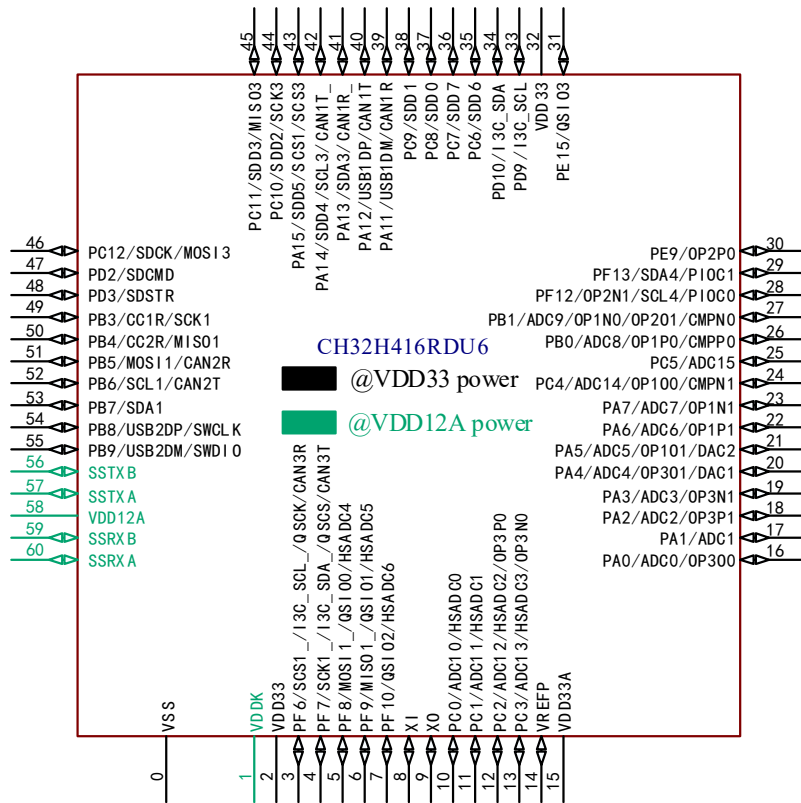 45
44
43
42
41
40
39
38
37
36
35
34
33
32
31
PC11/SDD3/MISO3
PC10/SDD2/SCK3
PA15/SDD5/SCS1/SCS3
PA14/SDD4/SCL3/CAN1T_
PA13/SDA3/CAN1R_
PA12/USB1DP/CAN1T
PA11/USB1DM/CAN1R
PC9/SDD1
PC8/SDD0
PC7/SDD7
PC6/SDD6
PD10/I3C_SDA
PD9/I3C_SCL
VDD33
PE15/QSIO3
46 PC12/SDCK/MOSI3
47 PD2/SDCMD
48 PD3/SDSTR
49 PB3/CC1R/SCK1
50 PB4/CC2R/MISO1
51 PB5/MOSI1/CAN2R
52 PB6/SCL1/CAN2T
53 PB7/SDA1
54 PB8/USB2DP/SWCLK
55 PB9/USB2DM/SWDIO
56 SSTXB
57 SSTXA
58 VDD12A
59 SSRXB
60 SSRXA
CH32H416RDU6
@VDD33 power
@VDD12A power
PE9/OP2P0 30
PF13/SDA4/PIOC1 29
PF12/OP2N1/SCL4/PIOC0 28
PB1/ADC9/OP1N0/OP2O1/CMPN0 27
PB0/ADC8/OP1P0/CMPP0 26
PC5/ADC15 25
PC4/ADC14/OP1O0/CMPN1 24
PA7/ADC7/OP1N1 23
PA6/ADC6/OP1P1 22
PA5/ADC5/OP1O1/DAC2 21
PA4/ADC4/OP3O1/DAC1 20
PA3/ADC3/OP3N1 19
PA2/ADC2/OP3P1 18
PA1/ADC1 17
PA0/ADC0/OP3O0 16
VSS
VDDK
VDD33
PF6/SCS1_/I3C_SCL_/QSCK/CAN3R
PF7/SCK1_/I3C_SDA_/QSCS/CAN3T
PF8/MOSI1_/QSIO0/HSADC4
PF9/MISO1_/QSIO1/HSADC5
PF10/QSIO2/HSADC6
XI
XO
PC0/ADC10/HSADC0
PC1/ADC11/HSADC1
PC2/ADC12/HSADC2/OP3P0
PC3/ADC13/HSADC3/OP3N0
VREFP
VDD33A
0
1
2
3
4
5
6
7
8
9
10
11
12
13
14
15